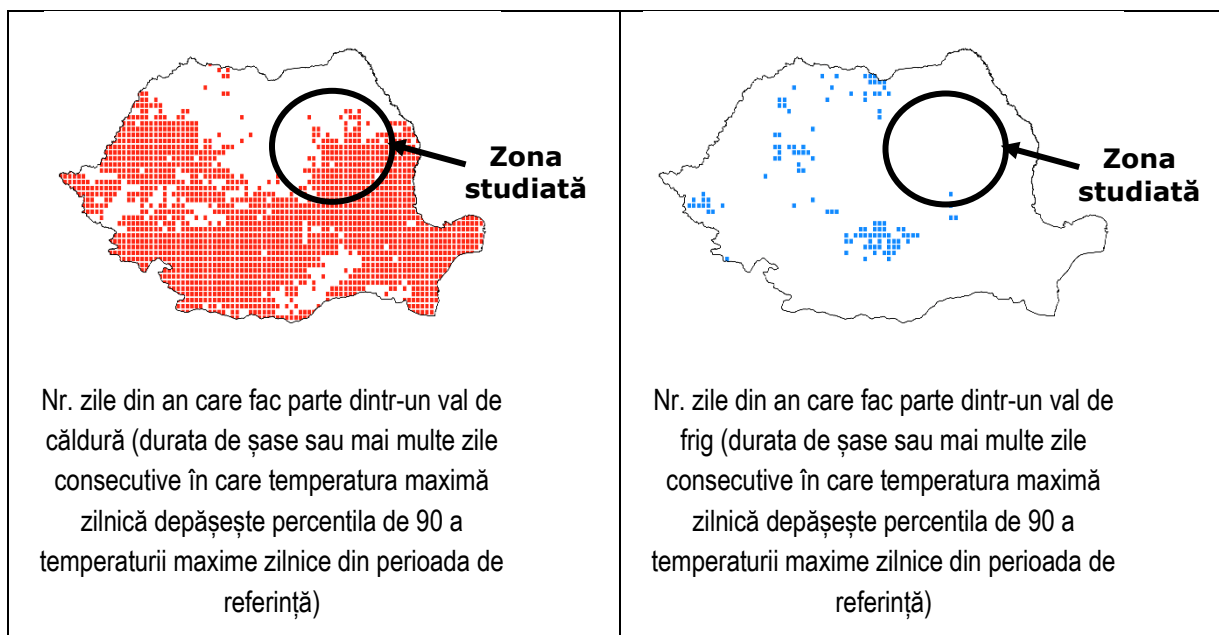 Zona
studiată
Nr. zile din an care fac parte dintr-un val de
căldură (durata de șase sau mai multe zile
consecutive în care temperatura maximă
zilnică depășește percentila de 90 a
temperaturii maxime zilnice din perioada de
referință)
Zona
studiată
Nr. zile din an care fac parte dintr-un val de
frig (durata de șase sau mai multe zile
consecutive în care temperatura maximă
zilnică depășește percentila de 90 a
temperaturii maxime zilnice din perioada de
referință)